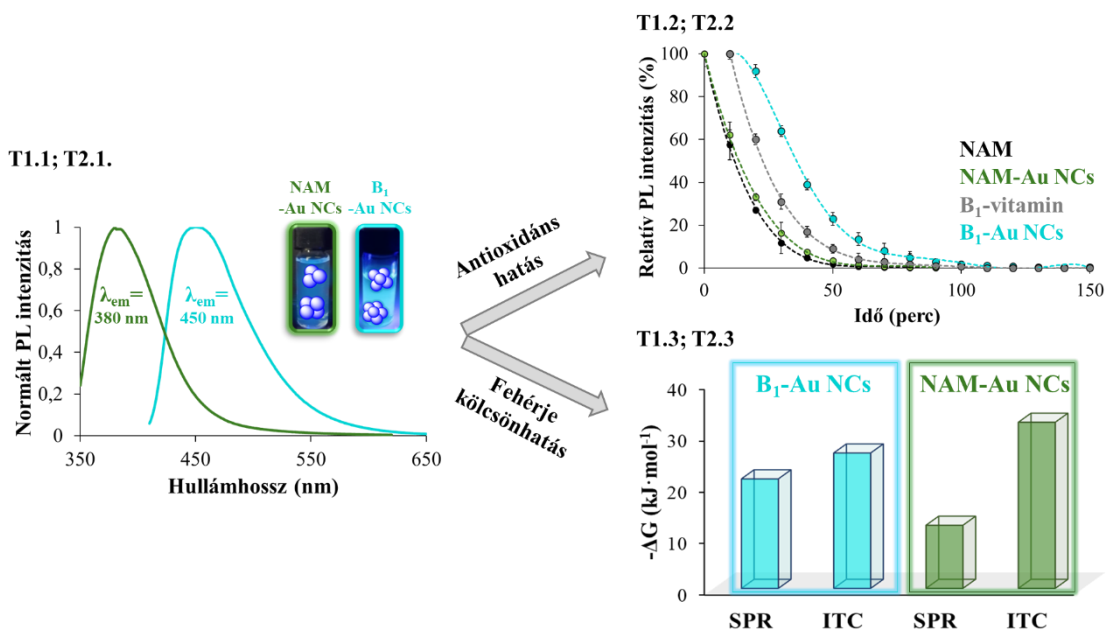 T1.1; T2.1.
Normált PL intenzitás
1
0,8
0,6
0,4
0,2
0
350
450
550
650
Hullámhossz (nm)
λem=
380 nm
λem=
450 nm
NAM
-Au NCs
B1
-Au NCs
Antioxidáns
hatás
Fehérje
kölcsönhatás
T1.2; T2.2
Relatív PL intenzitás (%)
100
80
60
40
20
0
0
50
100
150
Idő (perc)
NAM
NAM-Au NCs
B1-vitamin
B1-Au NCs
T1.3; T2.3
-ΔG (kJ·mol-1)
40
30
20
10
0
B1-Au NCs
NAM-Au NCs
SPR
ITC
SPR
ITC